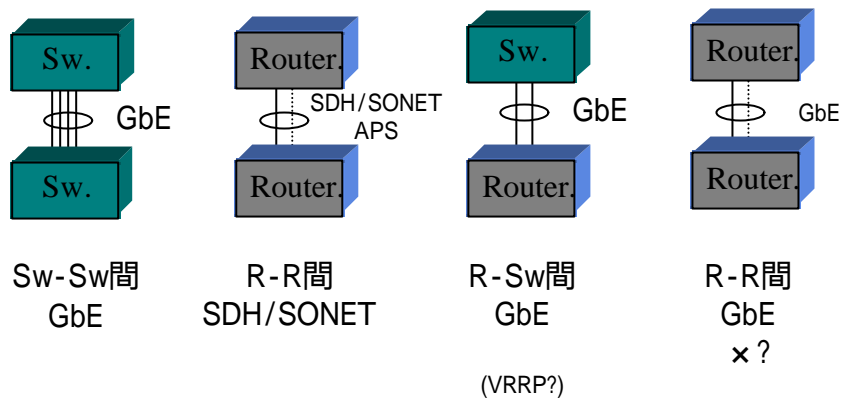 Sw.
GbE
Sw.
Sw-Sw間
GbE
Router.
SDH/SONET
APS
Router.
R-R間
SDH/SONET
Sw.
GbE
Router.
R-Sw間
GbE
(VRRP?)
Router.
GbE
Router.
R-R間
GbE
×?